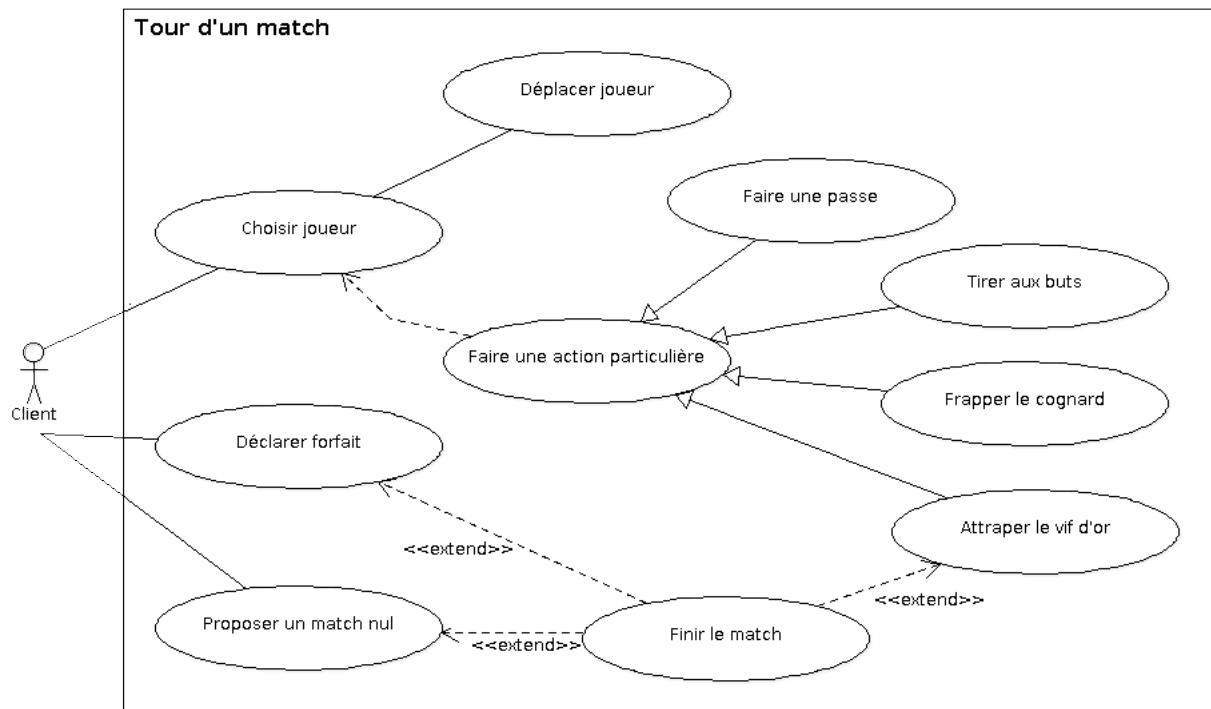 Tour d'un match
Déplacer joueur
Faire une passe
Choisir joueur
Tirer aux buts
Faire une action particulière
Frapper le cognard
Client
Déclarer forfait
Attraper le vif d'or
<<extend>>
<<extend>>
Proposer un match nul
Finir le match
<<extend>>